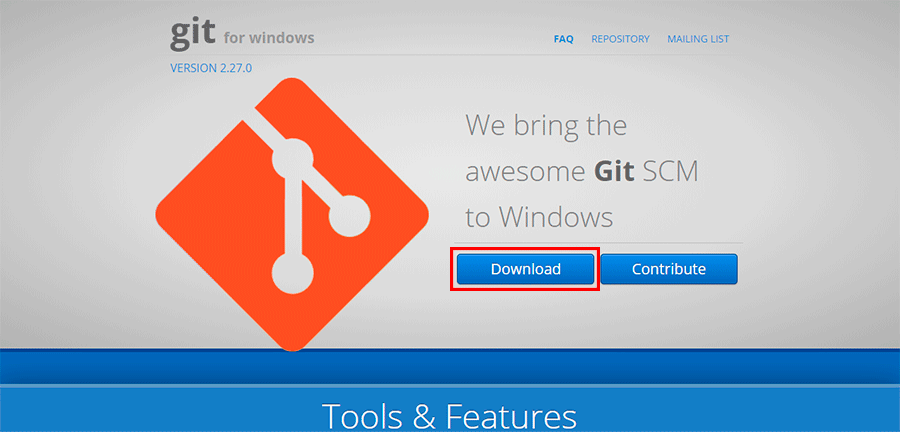 git for windows
FAQ REPOSITORY MAILING LIST
VERSION 2.27.0
We bring the
awesome Git SCM
to Windows
Download Contribute
Tools & Features